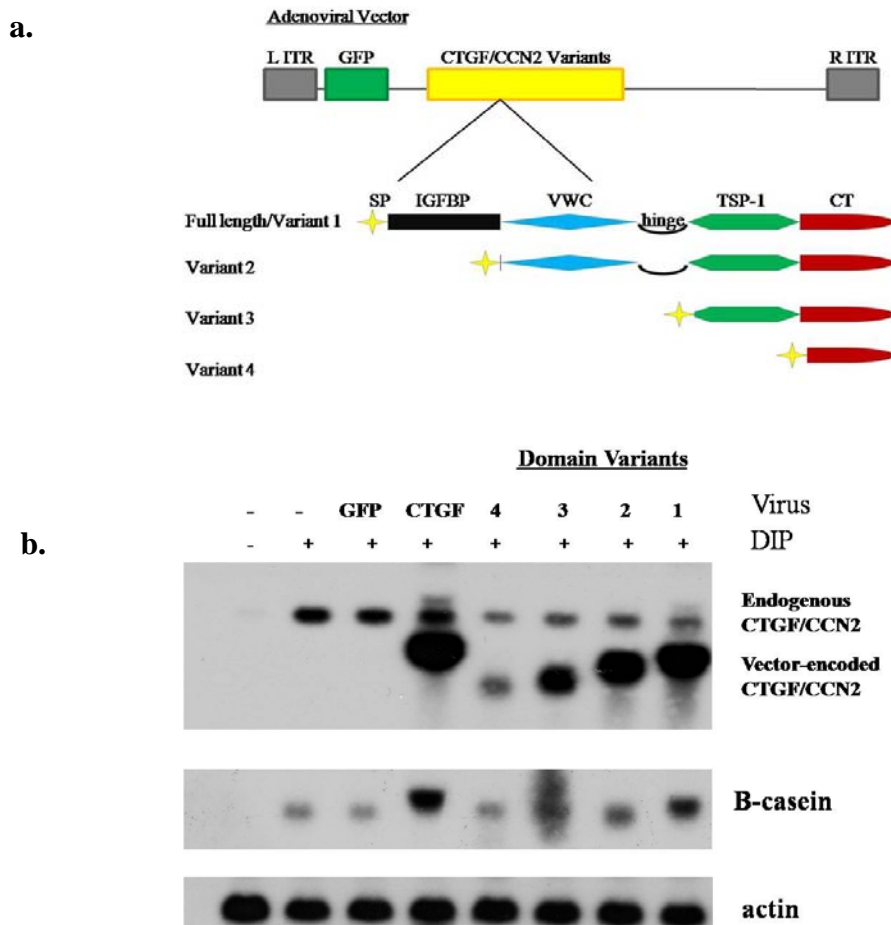 a.
Adenoviral Vector
L ITR GFP CTGF/CCN2 Variants R ITR
SP IGFBP VWC hinge TSP-1 CT
Full length/Variant 1
Variant 2
Variant 3
Variant 4
b.
Domain Variants
- - GFP CTGF 4 3 2 1 Virus
- + + + + + + + DIP
Endogenous
CTGF/CCN2
Vector-encoded
CTGF/CCN2
B-casein
actin